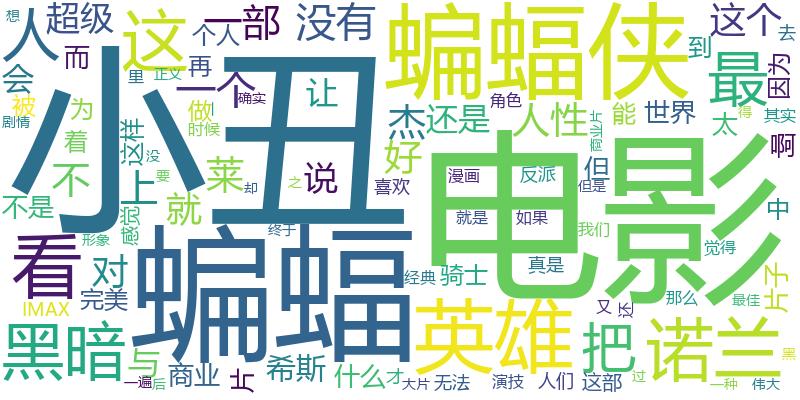 想
超级
一部
没有
蝙蝠侠
这个
去
人
这
个人
而
再
到
最
因为
会
里
正义
一个
确实
让
小丑
被
剧情
为
着
做
时候
角色
杰
还是
人性
能
商业片
世界
太
得
其实
不
这样
没
要
上
莱
却
之
说
喜欢
好
漫画
反派
但
但是
啊
不是
感觉
就
就是
如果
我们
中
电影
形象
终于
觉得
看
蝙蝠
对
经典
骑士
真是
那么
片子
完美
IMAX
英雄
又
还
最佳
黑暗
与
商业
片
希斯
什么
才
把
诺兰
黑
一遍
后
大片
无法
演技
人们
这部
过
一种
伟大